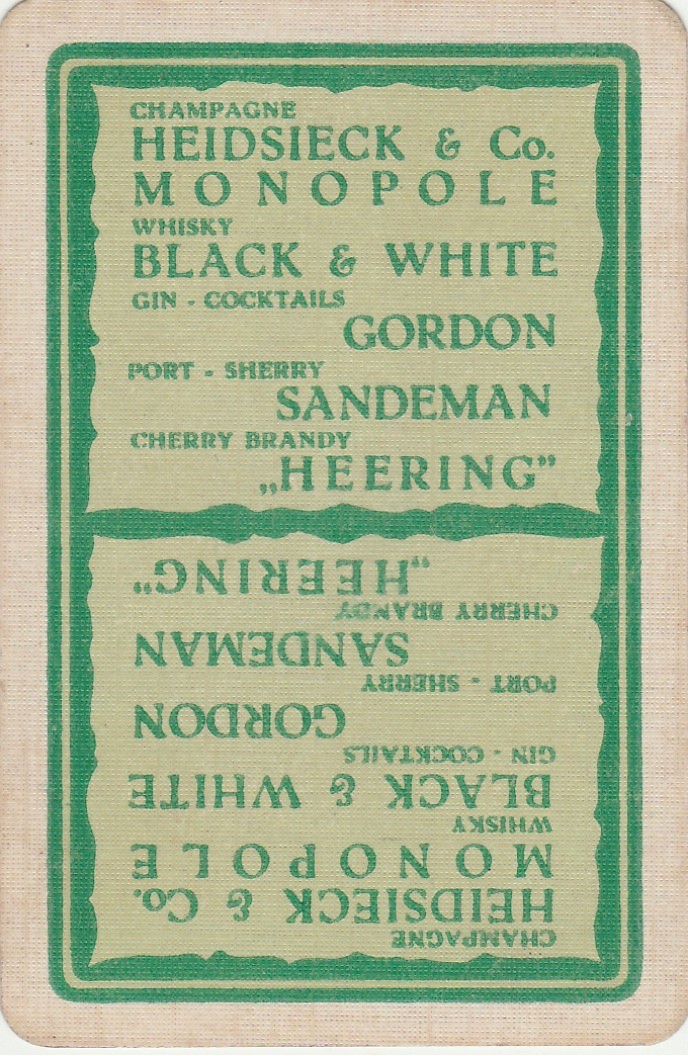 CHAMPAGNE
HEIDSIECK & Co.
MONOPOLE
WHISKY
BLACK & WHITE
GIN - COCKTAILS
GORDON
PORT - SHERRY
SANDEMAN
CHERRY BRANDY
„HEERING”
CHAMPAGNE
HEIDSIECK & Co.
MONOPOLE
WHISKY
BLACK & WHITE
GIN - COCKTAILS
GORDON
PORT - SHERRY
SANDEMAN
CHERRY BRANDY
„HEERING”